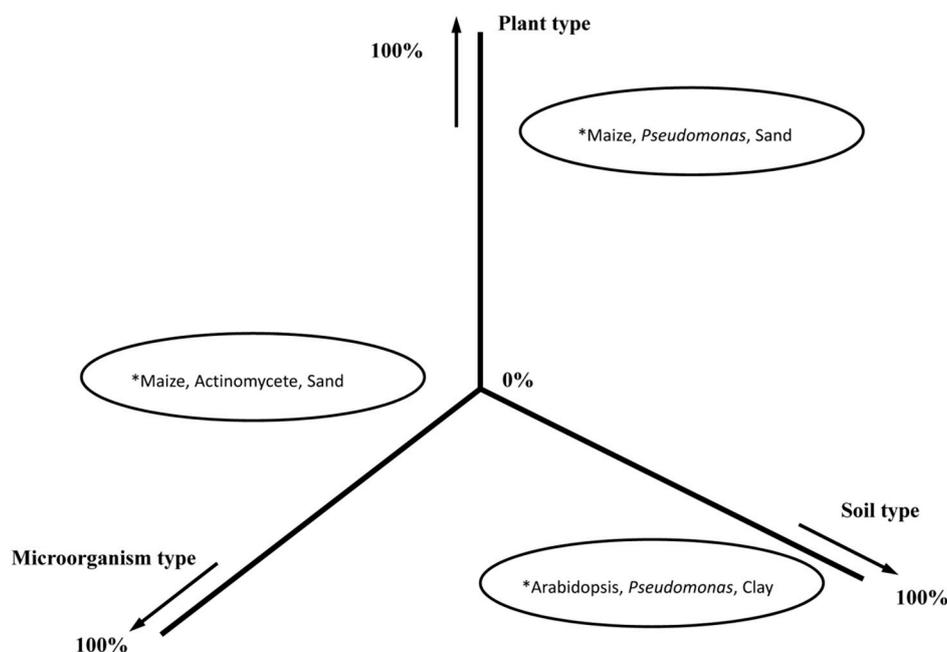 Plant type
100%
*Maize, Pseudomonas, Sand
*Maize, Actinomycete, Sand
0%
Soil type
Microorganism type
*Arabidopsis, Pseudomonas, Clay
100%
100%